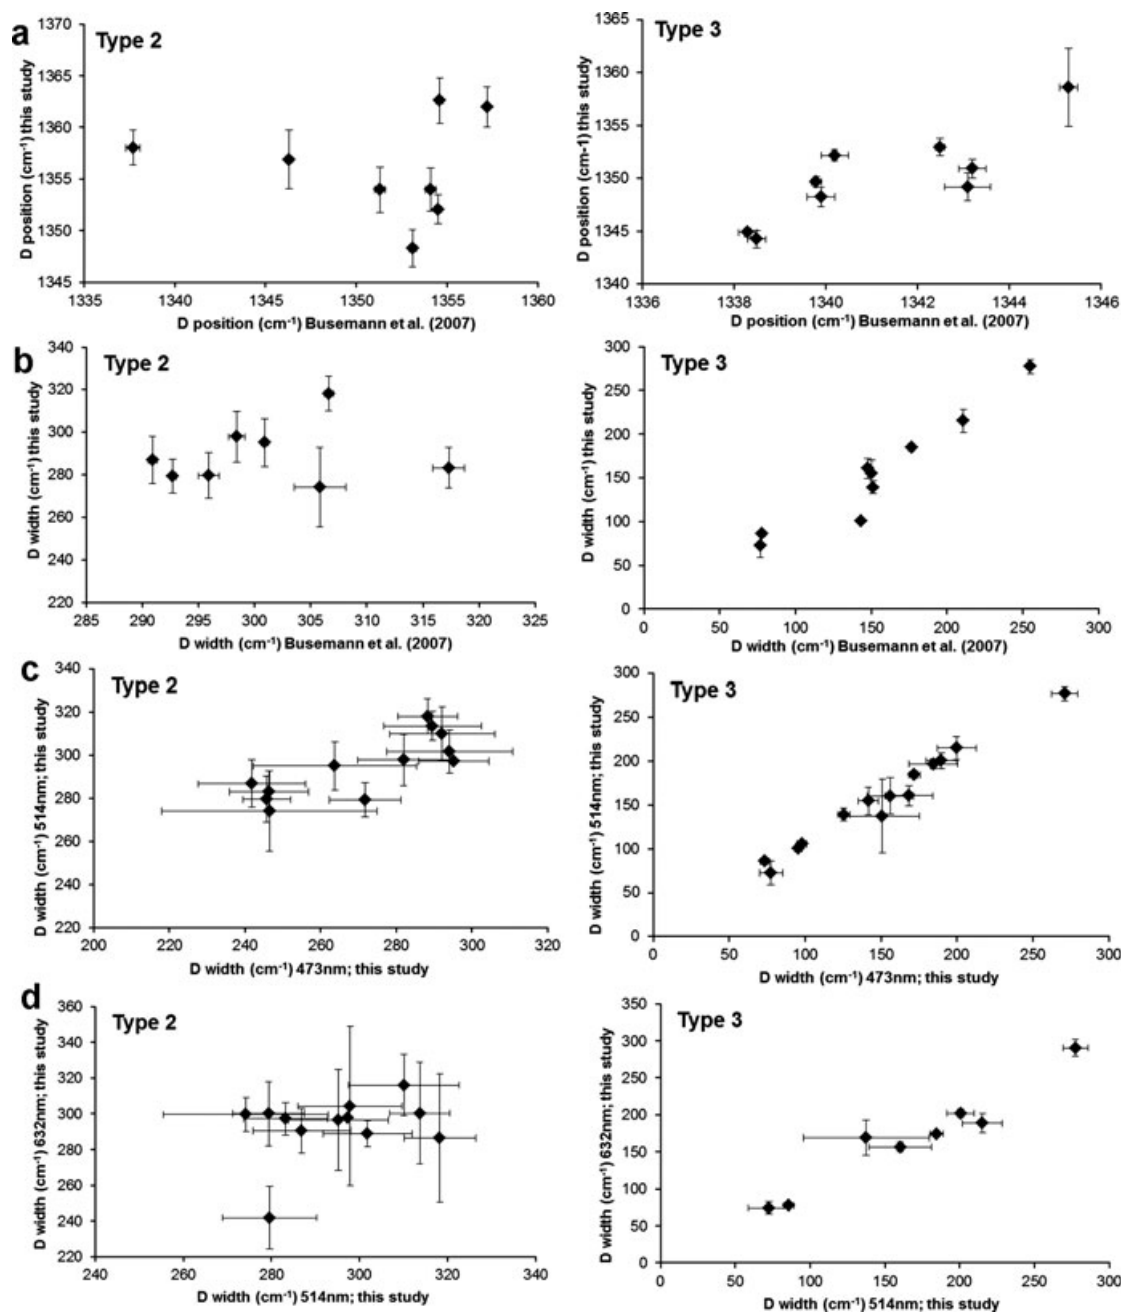 a
Type 2
D position (cm⁻¹) this study
1370
1365
1360
1355
1350
1345
1335 1340 1345 1350 1355 1360
D position (cm⁻¹) Busemann et al. (2007)
Type 3
D position (cm-1) this study
1365
1360
1355
1350
1345
1340
1336 1338 1340 1342 1344 1346
D position (cm⁻¹) Busemann et al. (2007)
b
Type 2
D width (cm⁻¹) this study
340
320
300
280
260
240
220
285 290 295 300 305 310 315 320 325
D width (cm⁻¹) Busemann et al. (2007)
Type 3
D width (cm⁻¹) this study
300
250
200
150
100
50
0
0 50 100 150 200 250 300
D width (cm⁻¹) Busemann et al. (2007)
c
Type 2
D width (cm⁻¹) 514nm; this study
340
320
300
280
260
240
220
200 220 240 260 280 300 320
D width (cm⁻¹) 473nm; this study
Type 3
D width (cm⁻¹) 514nm; this study
300
250
200
150
100
50
0
0 50 100 150 200 250 300
D width (cm⁻¹) 473nm; this study
d
Type 2
D width (cm⁻¹) 632nm; this study
360
340
320
300
280
260
240
220
240 260 280 300 320 340
D width (cm⁻¹) 514nm; this study
Type 3
D width (cm⁻¹) 632nm; this study
350
300
250
200
150
100
50
0
0 50 100 150 200 250 300
D width (cm⁻¹) 514nm; this study